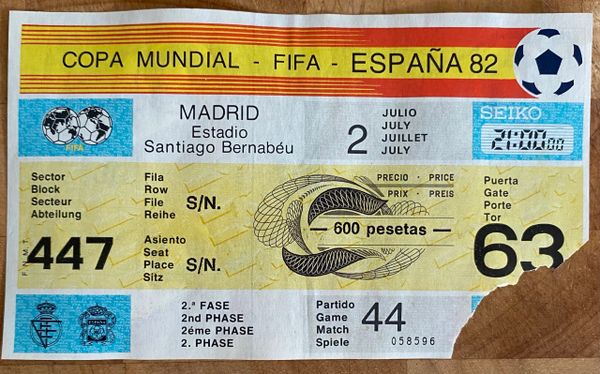 COPA MUNDIAL - FIFA - ESPAÑA 82
FIFA
MADRID
Estadio
Santiago Bernabéu
2
JULIO
JULY
JUILLET
JULY
SEIKO
21:00:00
Sector
Block
Secteur
Abteilung
447
Fila
Row
File
Reihe
S/N.
Asiento
Seat
Place
Sitz
S/N.
PRECIO · PRICE
PRIX · PREIS
600 pesetas
Puerta
Gate
Porte
Tor
63
F.N.M.T.
2.ª FASE
2nd PHASE
2éme PHASE
2. PHASE
Partido
Game
Match
Spiele
44
058596